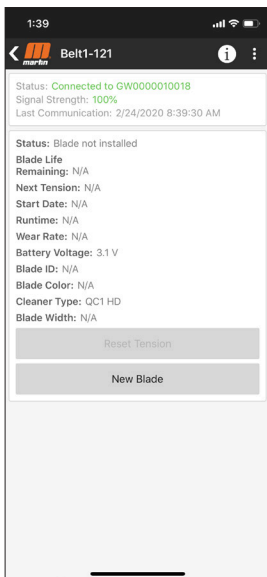 1:39
martin
Belt1-121
i
Status: Connected to GW0000010018
Signal Strength: 100%
Last Communication: 2/24/2020 8:39:30 AM
Status: Blade not installed
Blade Life
Remaining: N/A
Next Tension: N/A
Start Date: N/A
Runtime: N/A
Wear Rate: N/A
Battery Voltage: 3.1 V
Blade ID: N/A
Blade Color: N/A
Cleaner Type: QC1 HD
Blade Width: N/A
Reset Tension
New Blade